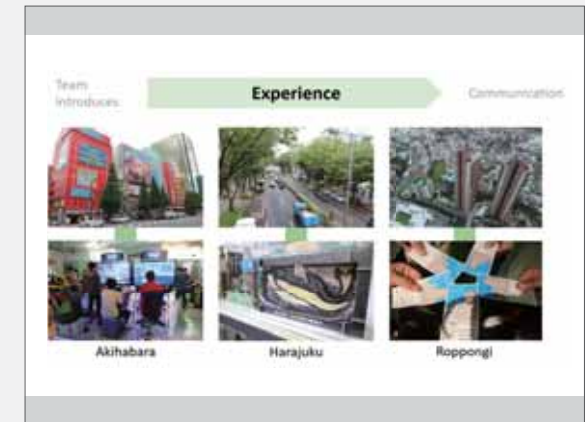 Team
introduces
Experience
Communication
Akihabara
Harajuku
Roppongi